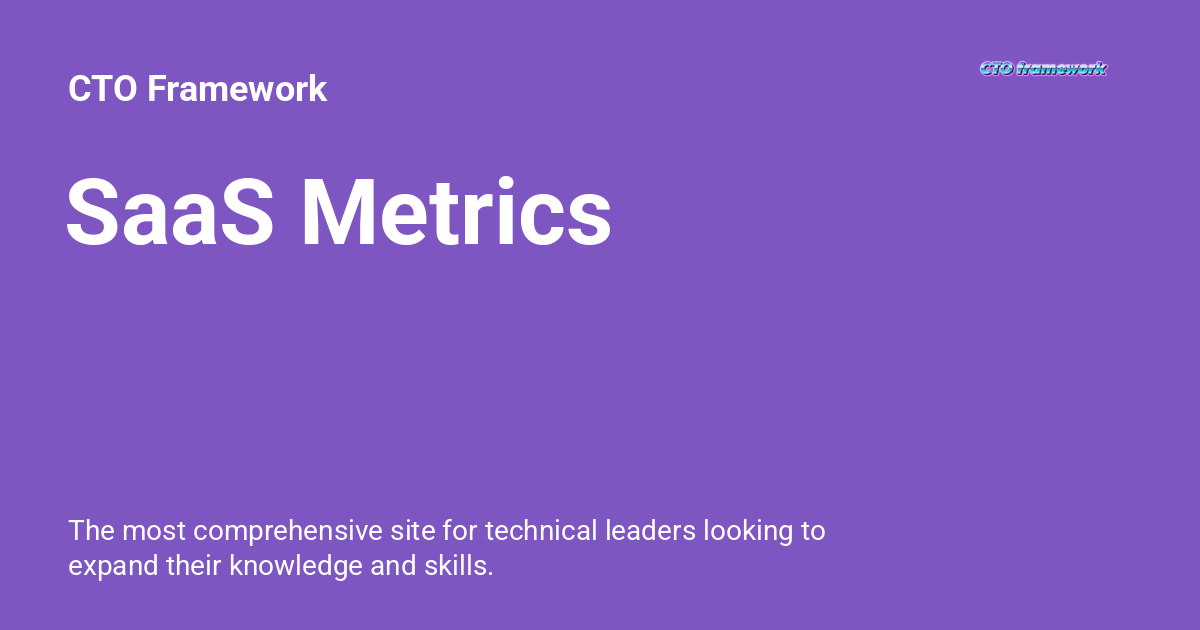 CTO Framework
CTO framework
SaaS Metrics
The most comprehensive site for technical leaders looking to
expand their knowledge and skills.